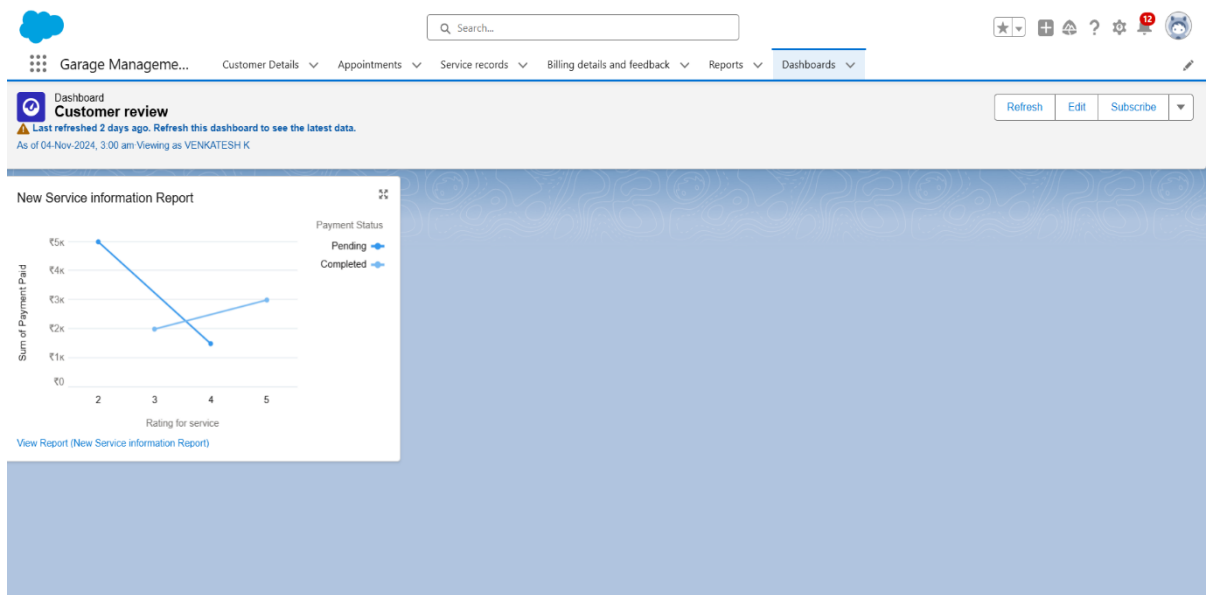 Search...
12
Garage Manageme...
Customer Details
Appointments
Service records
Billing details and feedback
Reports
Dashboards
Dashboard
Customer review
Last refreshed 2 days ago. Refresh this dashboard to see the latest data.
As of 04-Nov-2024, 3:00 am·Viewing as VENKATESH K
Refresh
Edit
Subscribe
New Service information Report
Payment Status
Pending
Completed
Sum of Payment Paid
₹5K
₹4K
₹3K
₹2K
₹1K
₹0
2 3 4 5
Rating for service
View Report (New Service information Report)